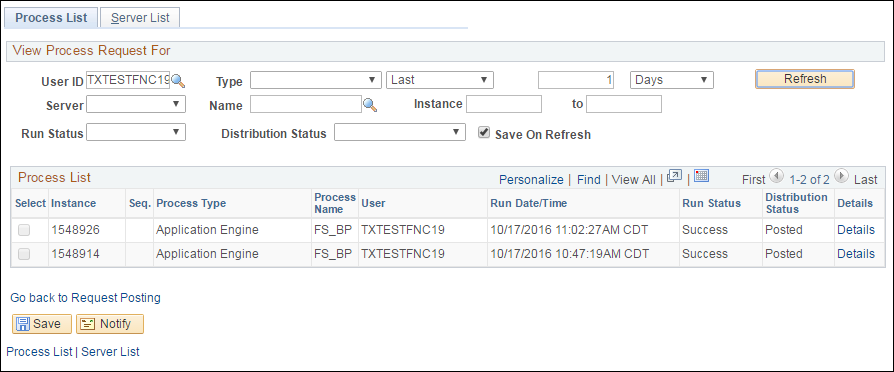 Process List Server List
View Process Request For
User ID TXTESTFNC19 Type Last 1 Days Refresh
Server Name Instance to
Run Status Distribution Status Save On Refresh
Process List Personalize | Find | View All | | First 1-2 of 2 Last
Select Instance Seq. Process Type Process Name User Run Date/Time Run Status Distribution Status Details
1548926 Application Engine FS_BP TXTESTFNC19 10/17/2016 11:02:27AM CDT Success Posted Details
1548914 Application Engine FS_BP TXTESTFNC19 10/17/2016 10:47:19AM CDT Success Posted Details
Go back to Request Posting
Save Notify
Process List | Server List